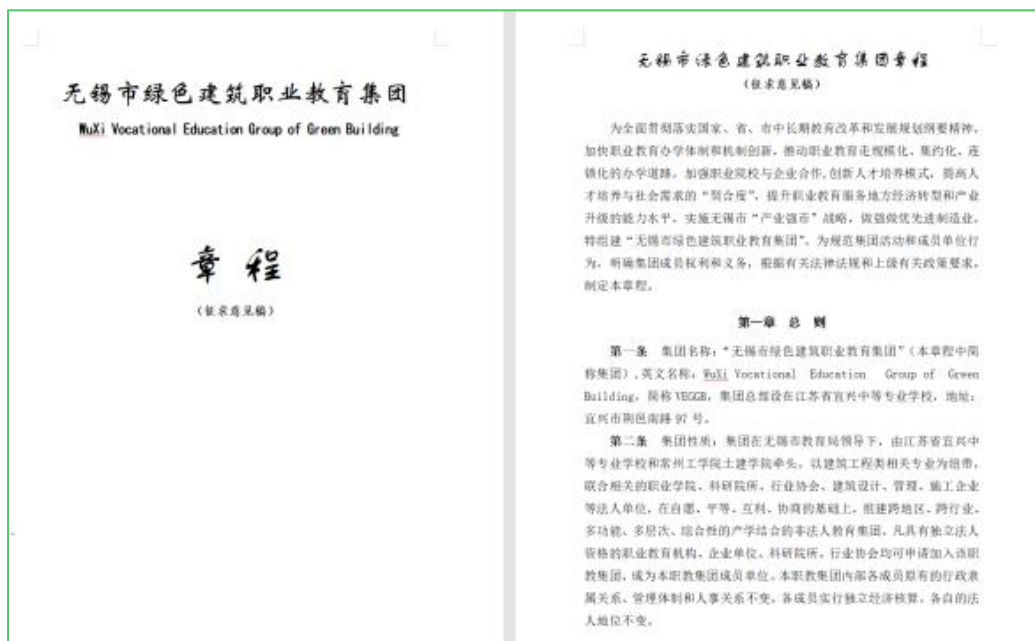 无锡市绿色建筑职业教育集团
WuXi Vocational Education Group of Green Building
章 程
（征求意见稿）
无锡市绿色建筑职业教育集团章程
（征求意见稿）
为全面贯彻落实国家、省、市中长期教育改革和发展规划纲要精神，
加快职业教育办学体制和机制创新，推动职业教育走规模化、集约化、连
锁化的办学道路，加强职业院校与企业合作,创新人才培养模式，提高人
才培养与社会需求的“契合度”，提升职业教育服务地方经济转型和产业
升级的能力水平，实施无锡市“产业强市”战略，做强做优先进制造业，
特组建“无锡市绿色建筑职业教育集团”。为规范集团活动和成员单位行
为，明确集团成员权利和义务，根据有关法律法规和上级有关政策要求，
制定本章程。
第一章 总 则
第一条 集团名称：“无锡市绿色建筑职业教育集团”（本章程中简
称集团）,英文名称：WuXi Vocational Education Group of Green
Building，简称 VEGGB，集团总部设在江苏省宜兴中等专业学校，地址：
宜兴市荆邑南路 97 号。
第二条 集团性质：集团在无锡市教育局领导下，由江苏省宜兴中
等专业学校和常州工学院土建学院牵头，以建筑工程类相关专业为纽带，
联合相关的职业学院、科研院所、行业协会、建筑设计、管理、施工企业
等法人单位，在自愿、平等、互利、协商的基础上，组建跨地区、跨行业、
多功能、多层次、综合性的产学结合的非法人教育集团。凡具有独立法人
资格的职业教育机构、企业单位、科研院所、行业协会均可申请加入该职
教集团，成为本职教集团成员单位。本职教集团内部各成员原有的行政隶
属关系、管理体制和人事关系不变，各成员实行独立经济核算，各自的法
人地位不变。